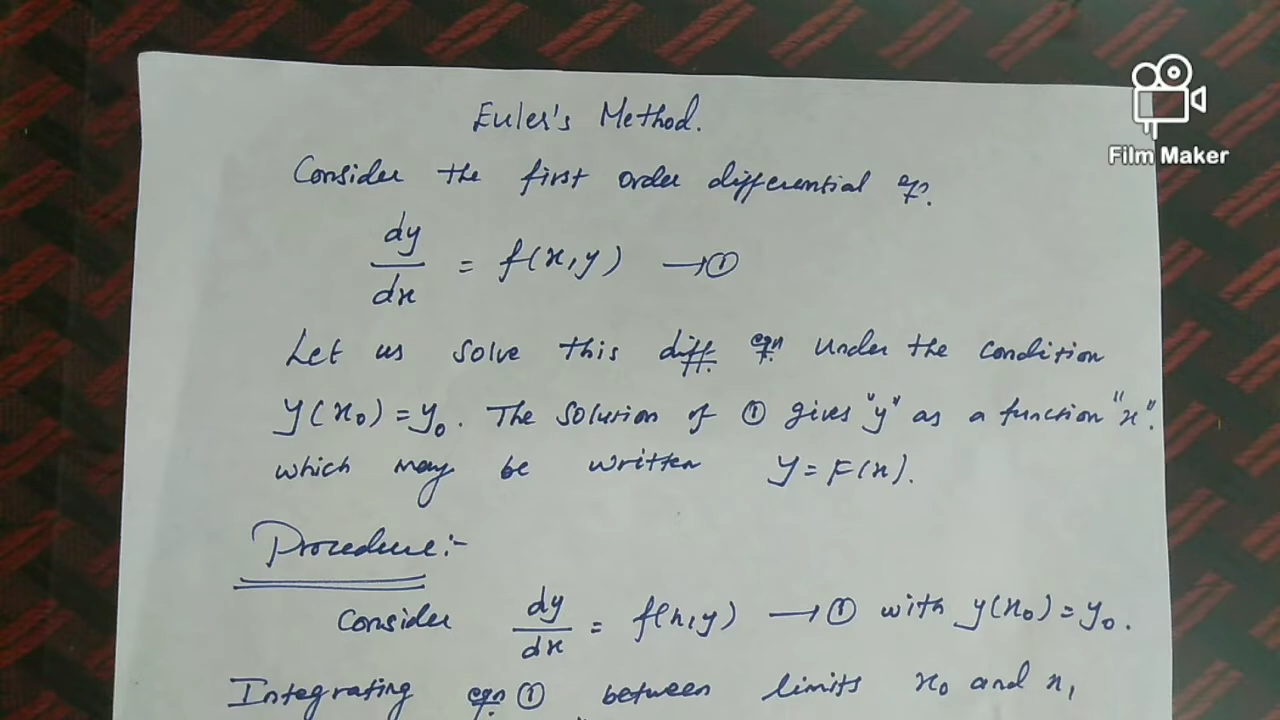 Euler's Method.
Film Maker
Consider the first order differential eqn.
dy/dx = f(x,y) → ①
Let us solve this diff. eqn under the condition
y(x₀) = y₀. The solution of ① gives "y" as a function "x".
which may be written y = F(x).
Procedure:-
Consider dy/dx = f(x,y) → ① with y(x₀) = y₀.
Integrating eqn ① between limits x₀ and x₁